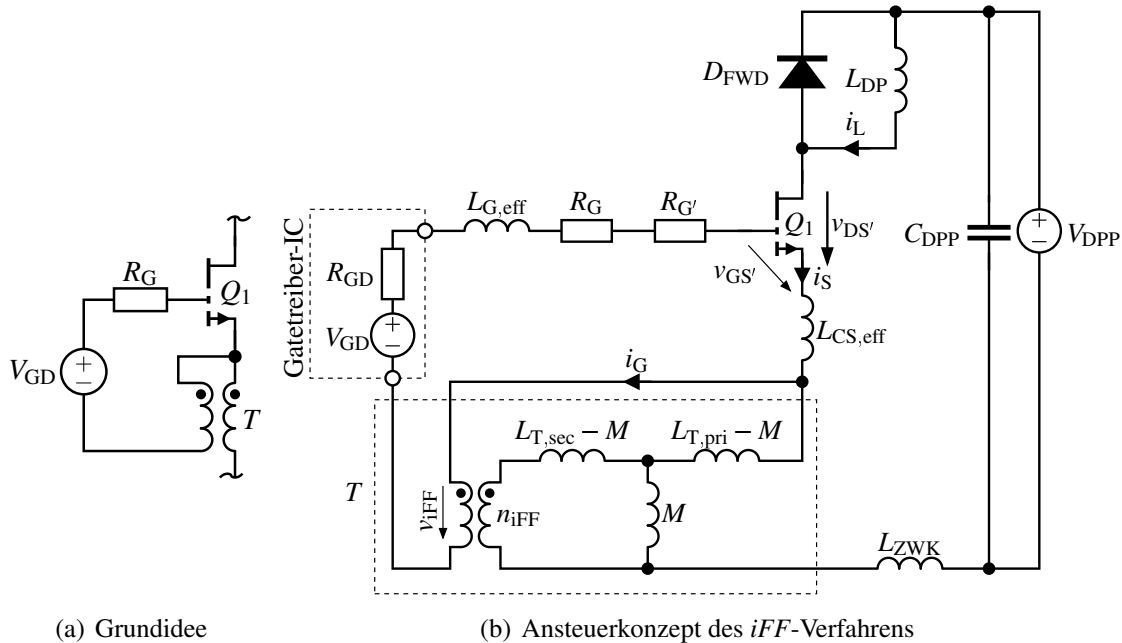 D_FWD
L_DP
i_L
L_G,eff
R_G
R_G'
Q_1
v_DS'
C_DPP
V_DPP
Gatetreiber-IC
R_GD
V_GD
v_GS'
i_S
L_CS,eff
R_G
Q_1
V_GD
T
i_G
L_T,sec − M
L_T,pri − M
T
v_iFF
n_iFF
M
L_ZWK
(a) Grundidee
(b) Ansteuerkonzept des iFF-Verfahrens